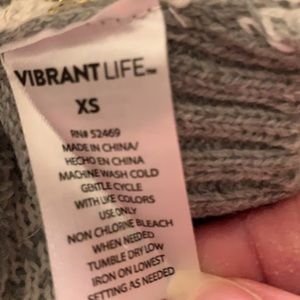 VIBRANT LIFE™
XS
RN# 52469
MADE IN CHINA/
HECHO EN CHINA
MACHINE WASH COLD
GENTLE CYCLE
WITH LIKE COLORS
USE ONLY
NON CHLORINE BLEACH
WHEN NEEDED
TUMBLE DRY LOW
IRON ON LOWEST
SETTING AS NEEDED